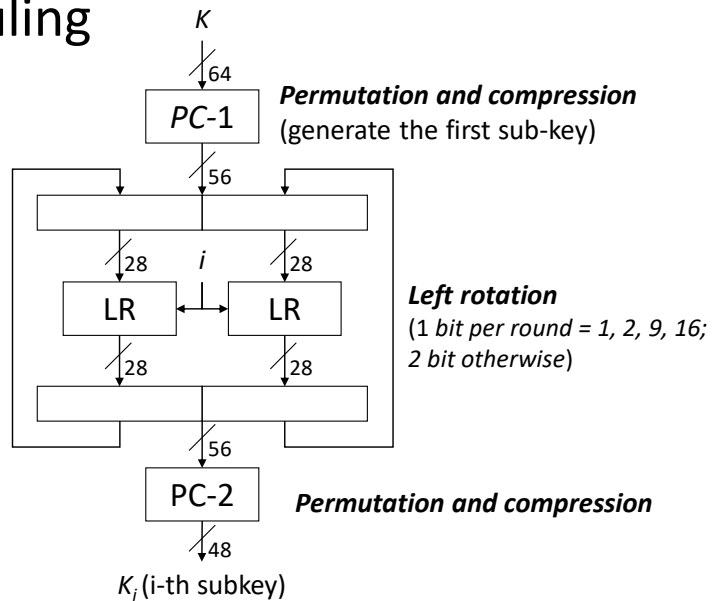 uling
K
64
PC-1
Permutation and compression
(generate the first sub-key)
56
28
i
28
LR
LR
Left rotation
(1 bit per round = 1, 2, 9, 16;
2 bit otherwise)
28
28
56
PC-2
Permutation and compression
48
Ki (i-th subkey)